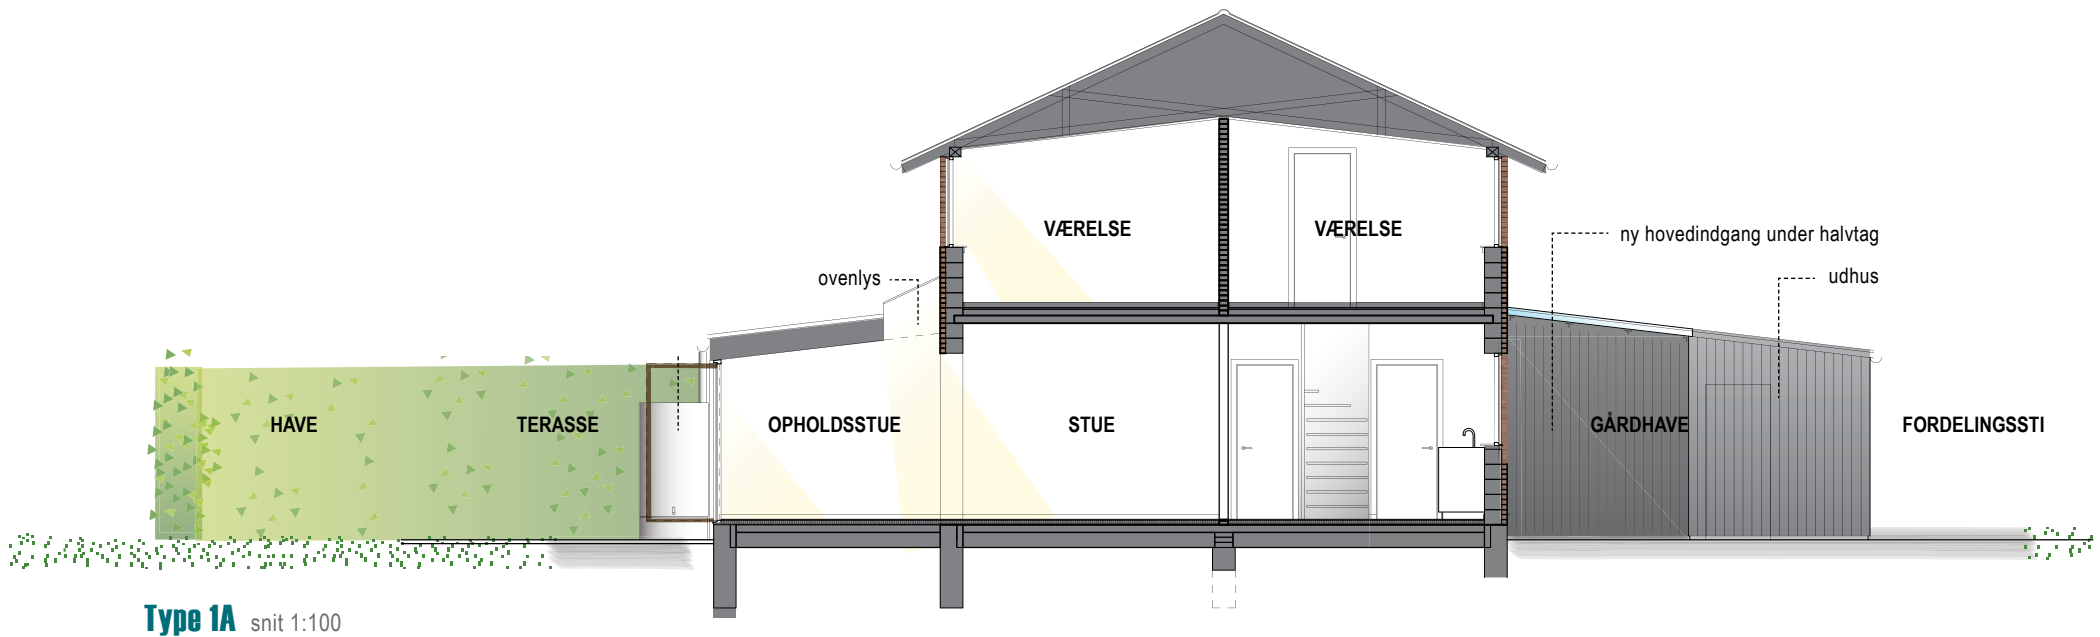 VÆRELSE
VÆRELSE
ny hovedindgang under halvtag
ovenlys
udhus
HAVE
TERASSE
OPHOLDSSTUE
STUE
GÅRDHAVE
FORDELINGSSTI
Type 1A snit 1:100